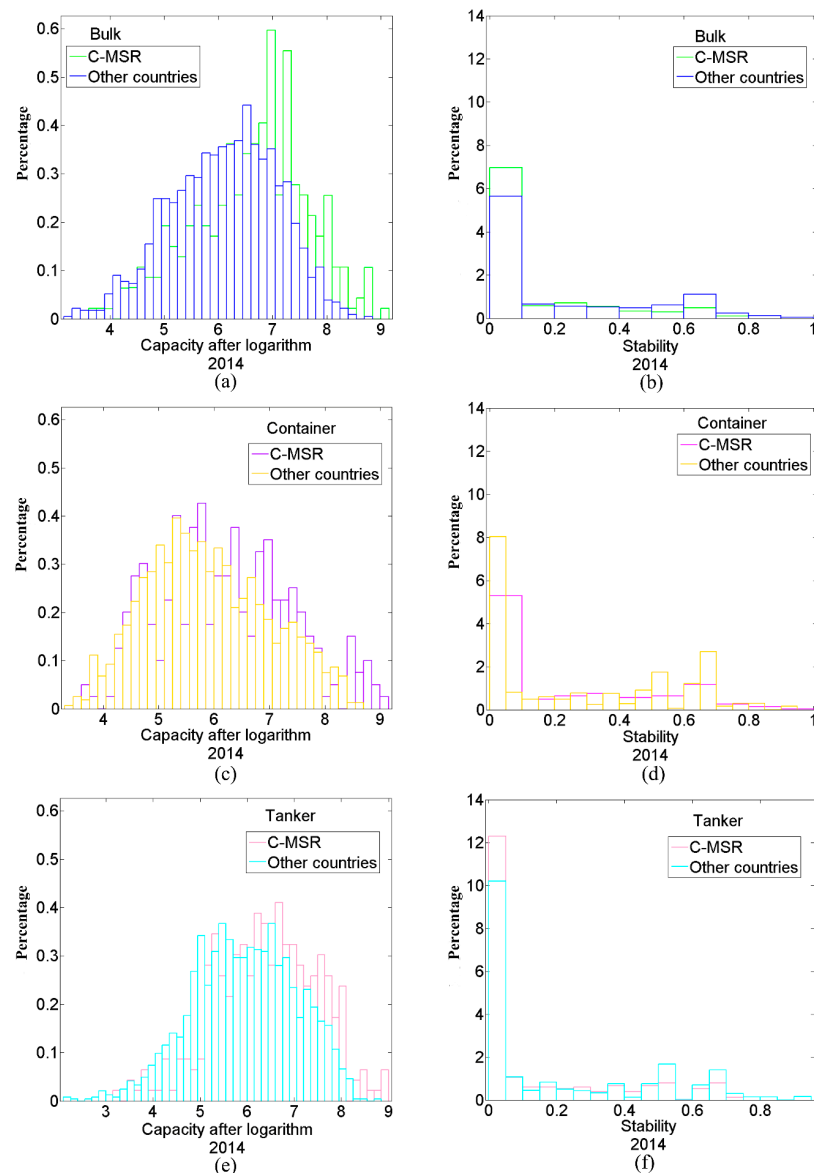 Bulk
C-MSR
Other countries
Percentage
0.6
0.5
0.4
0.3
0.2
0.1
0
4 5 6 7 8 9
Capacity after logarithm
2014
(a)
Bulk
C-MSR
Other countries
Percentage
14
12
10
8
6
4
2
0
0 0.2 0.4 0.6 0.8 1
Stability
2014
(b)
Container
C-MSR
Other countries
Percentage
0.6
0.5
0.4
0.3
0.2
0.1
0
4 5 6 7 8 9
Capacity after logarithm
2014
(c)
Container
C-MSR
Other countries
Percentage
14
12
10
8
6
4
2
0
0 0.2 0.4 0.6 0.8 1
Stability
2014
(d)
Tanker
C-MSR
Other countries
Percentage
0.6
0.5
0.4
0.3
0.2
0.1
0
3 4 5 6 7 8 9
Capacity after logarithm
2014
(e)
Tanker
C-MSR
Other countries
Percentage
14
12
10
8
6
4
2
0
0 0.2 0.4 0.6 0.8
Stability
2014
(f)